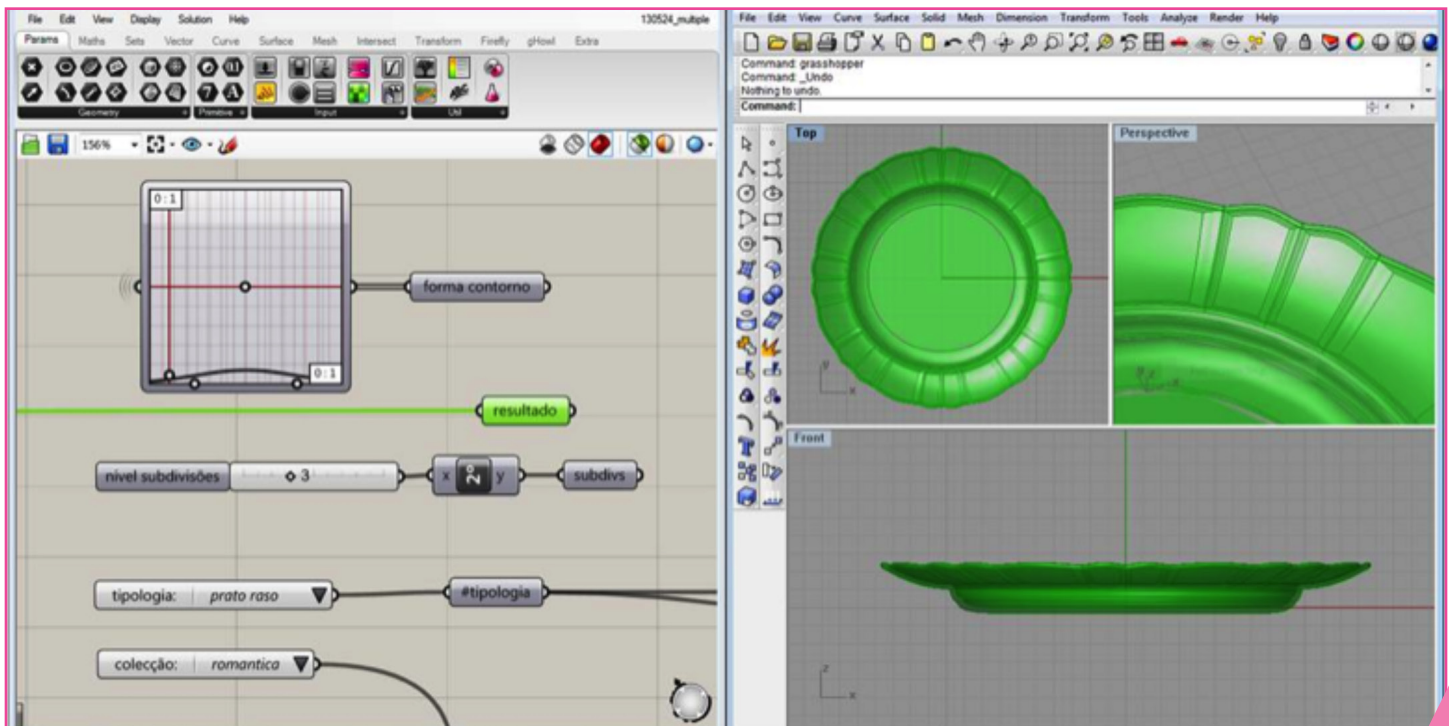 File Edit View Display Solution Help 130524_multiple
Params Maths Sets Vector Curve Surface Mesh Intersect Transform Firefly gHowl Extra
Geometry Primitive Input Util
156%
0:1
0:1
forma contorno
resultado
nível subdivisões 3 x 2ⁿ y subdivs
tipologia: prato raso #tipologia
colecção: romantica
File Edit View Curve Surface Solid Mesh Dimension Transform Tools Analyze Render Help
Command: grasshopper
Command: _Undo
Nothing to undo.
Command:
Top
y
x
Perspective
Front
z
x